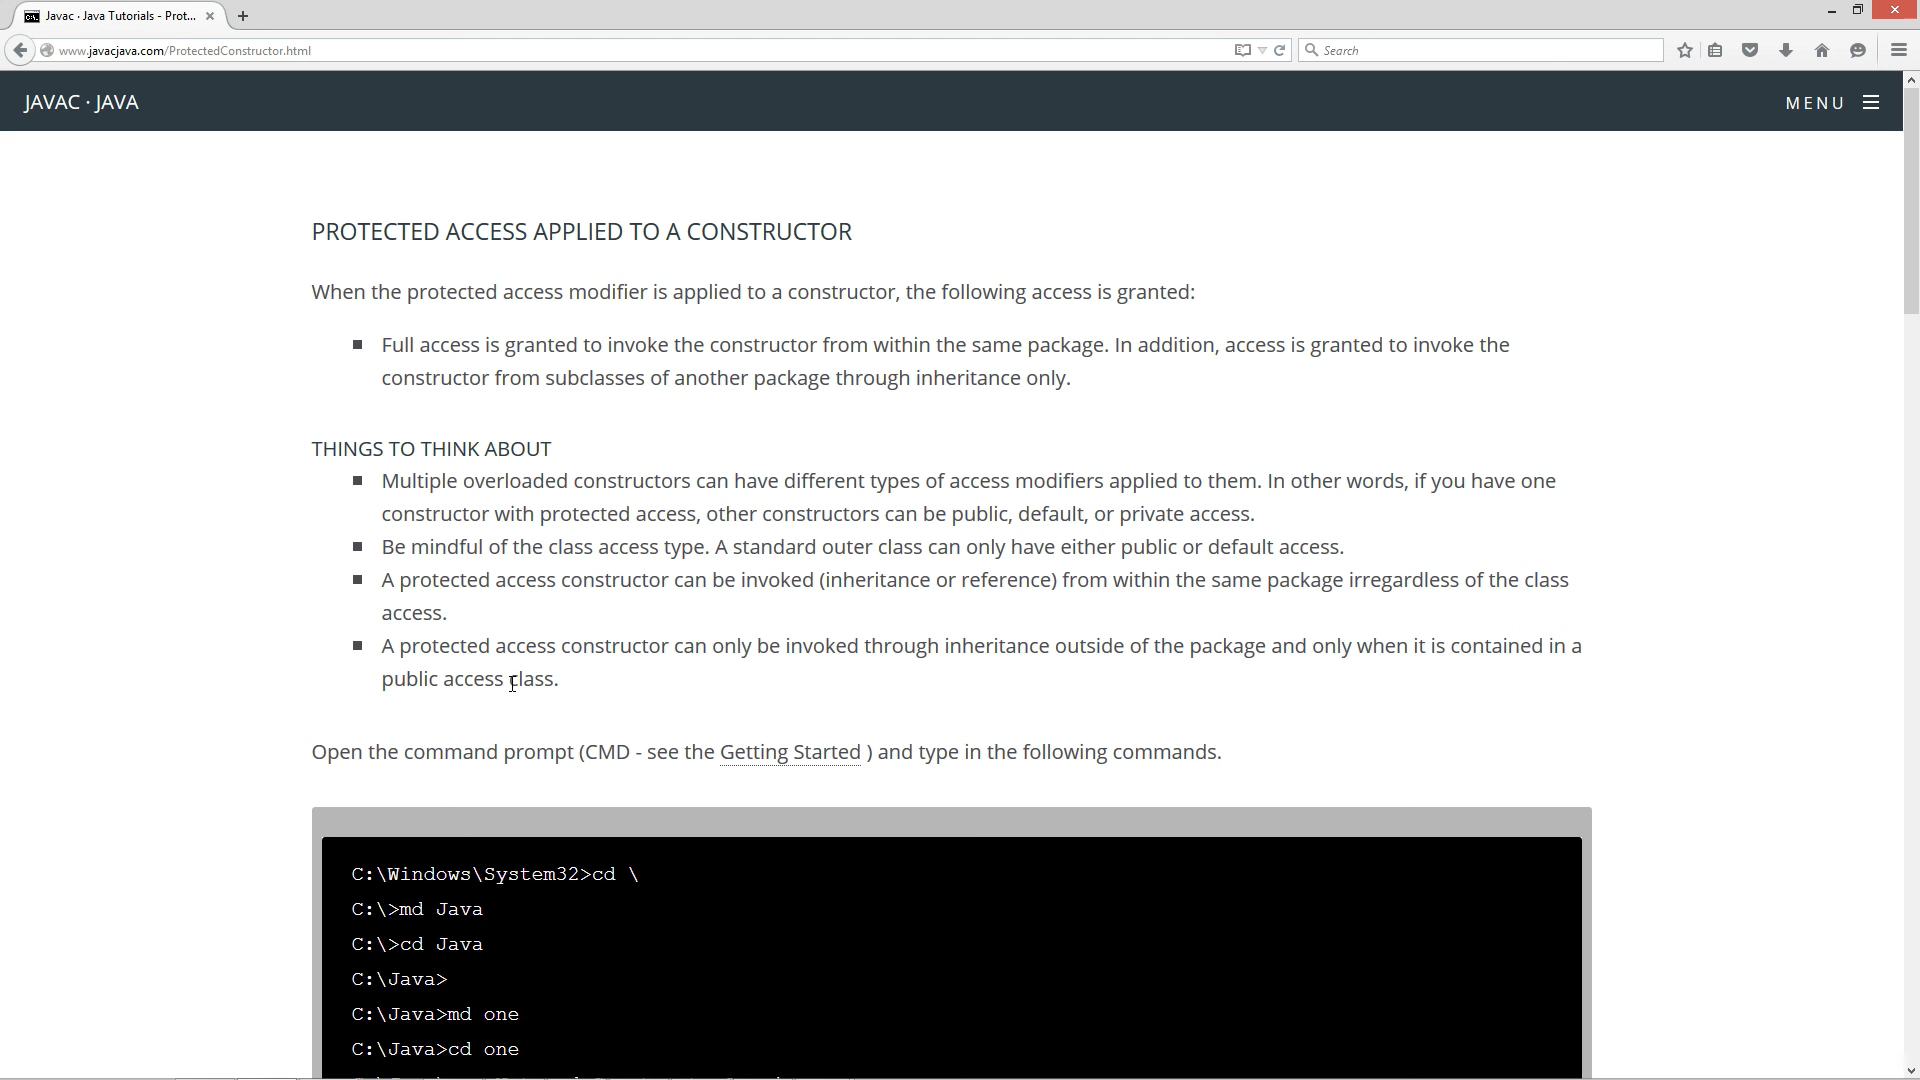 Javac · Java Tutorials - Prot...
www.javacjava.com/ProtectedConstructor.html
Search
JAVAC · JAVA
MENU
PROTECTED ACCESS APPLIED TO A CONSTRUCTOR
When the protected access modifier is applied to a constructor, the following access is granted:
Full access is granted to invoke the constructor from within the same package. In addition, access is granted to invoke the
constructor from subclasses of another package through inheritance only.
THINGS TO THINK ABOUT
Multiple overloaded constructors can have different types of access modifiers applied to them. In other words, if you have one
constructor with protected access, other constructors can be public, default, or private access.
Be mindful of the class access type. A standard outer class can only have either public or default access.
A protected access constructor can be invoked (inheritance or reference) from within the same package irregardless of the class
access.
A protected access constructor can only be invoked through inheritance outside of the package and only when it is contained in a
public access class.
Open the command prompt (CMD - see the Getting Started ) and type in the following commands.
C:\Windows\System32>cd \
C:\>md Java
C:\>cd Java
C:\Java>
C:\Java>md one
C:\Java>cd one